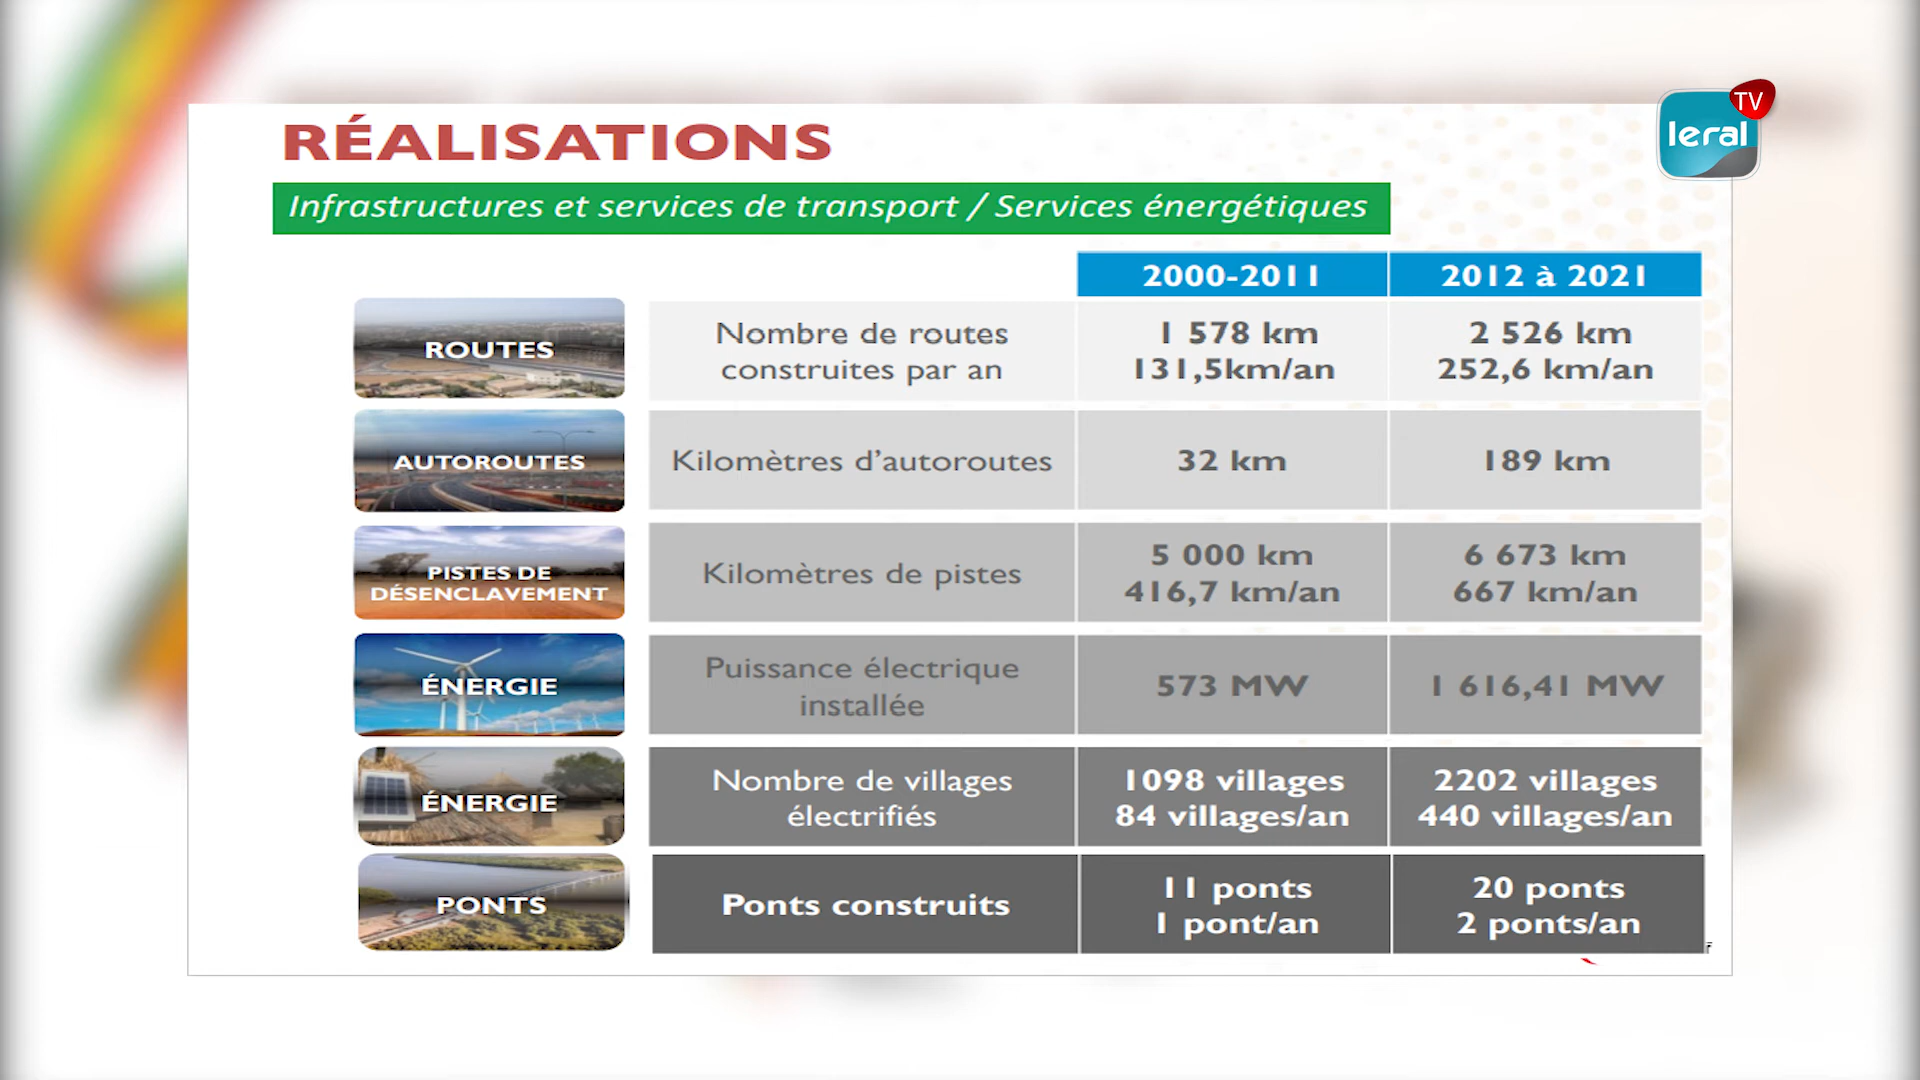 TV
leral
RÉALISATIONS
Infrastructures et services de transport / Services énergétiques
2000-2011
2012 à 2021
ROUTES
Nombre de routes
construites par an
1 578 km
131,5km/an
2 526 km
252,6 km/an
AUTOROUTES
Kilomètres d’autoroutes
32 km
189 km
PISTES DE
DÉSENCLAVEMENT
Kilomètres de pistes
5 000 km
416,7 km/an
6 673 km
667 km/an
ÉNERGIE
Puissance électrique
installée
573 MW
1 616,41 MW
ÉNERGIE
Nombre de villages
électrifiés
1098 villages
84 villages/an
2202 villages
440 villages/an
PONTS
Ponts construits
11 ponts
1 pont/an
20 ponts
2 ponts/an